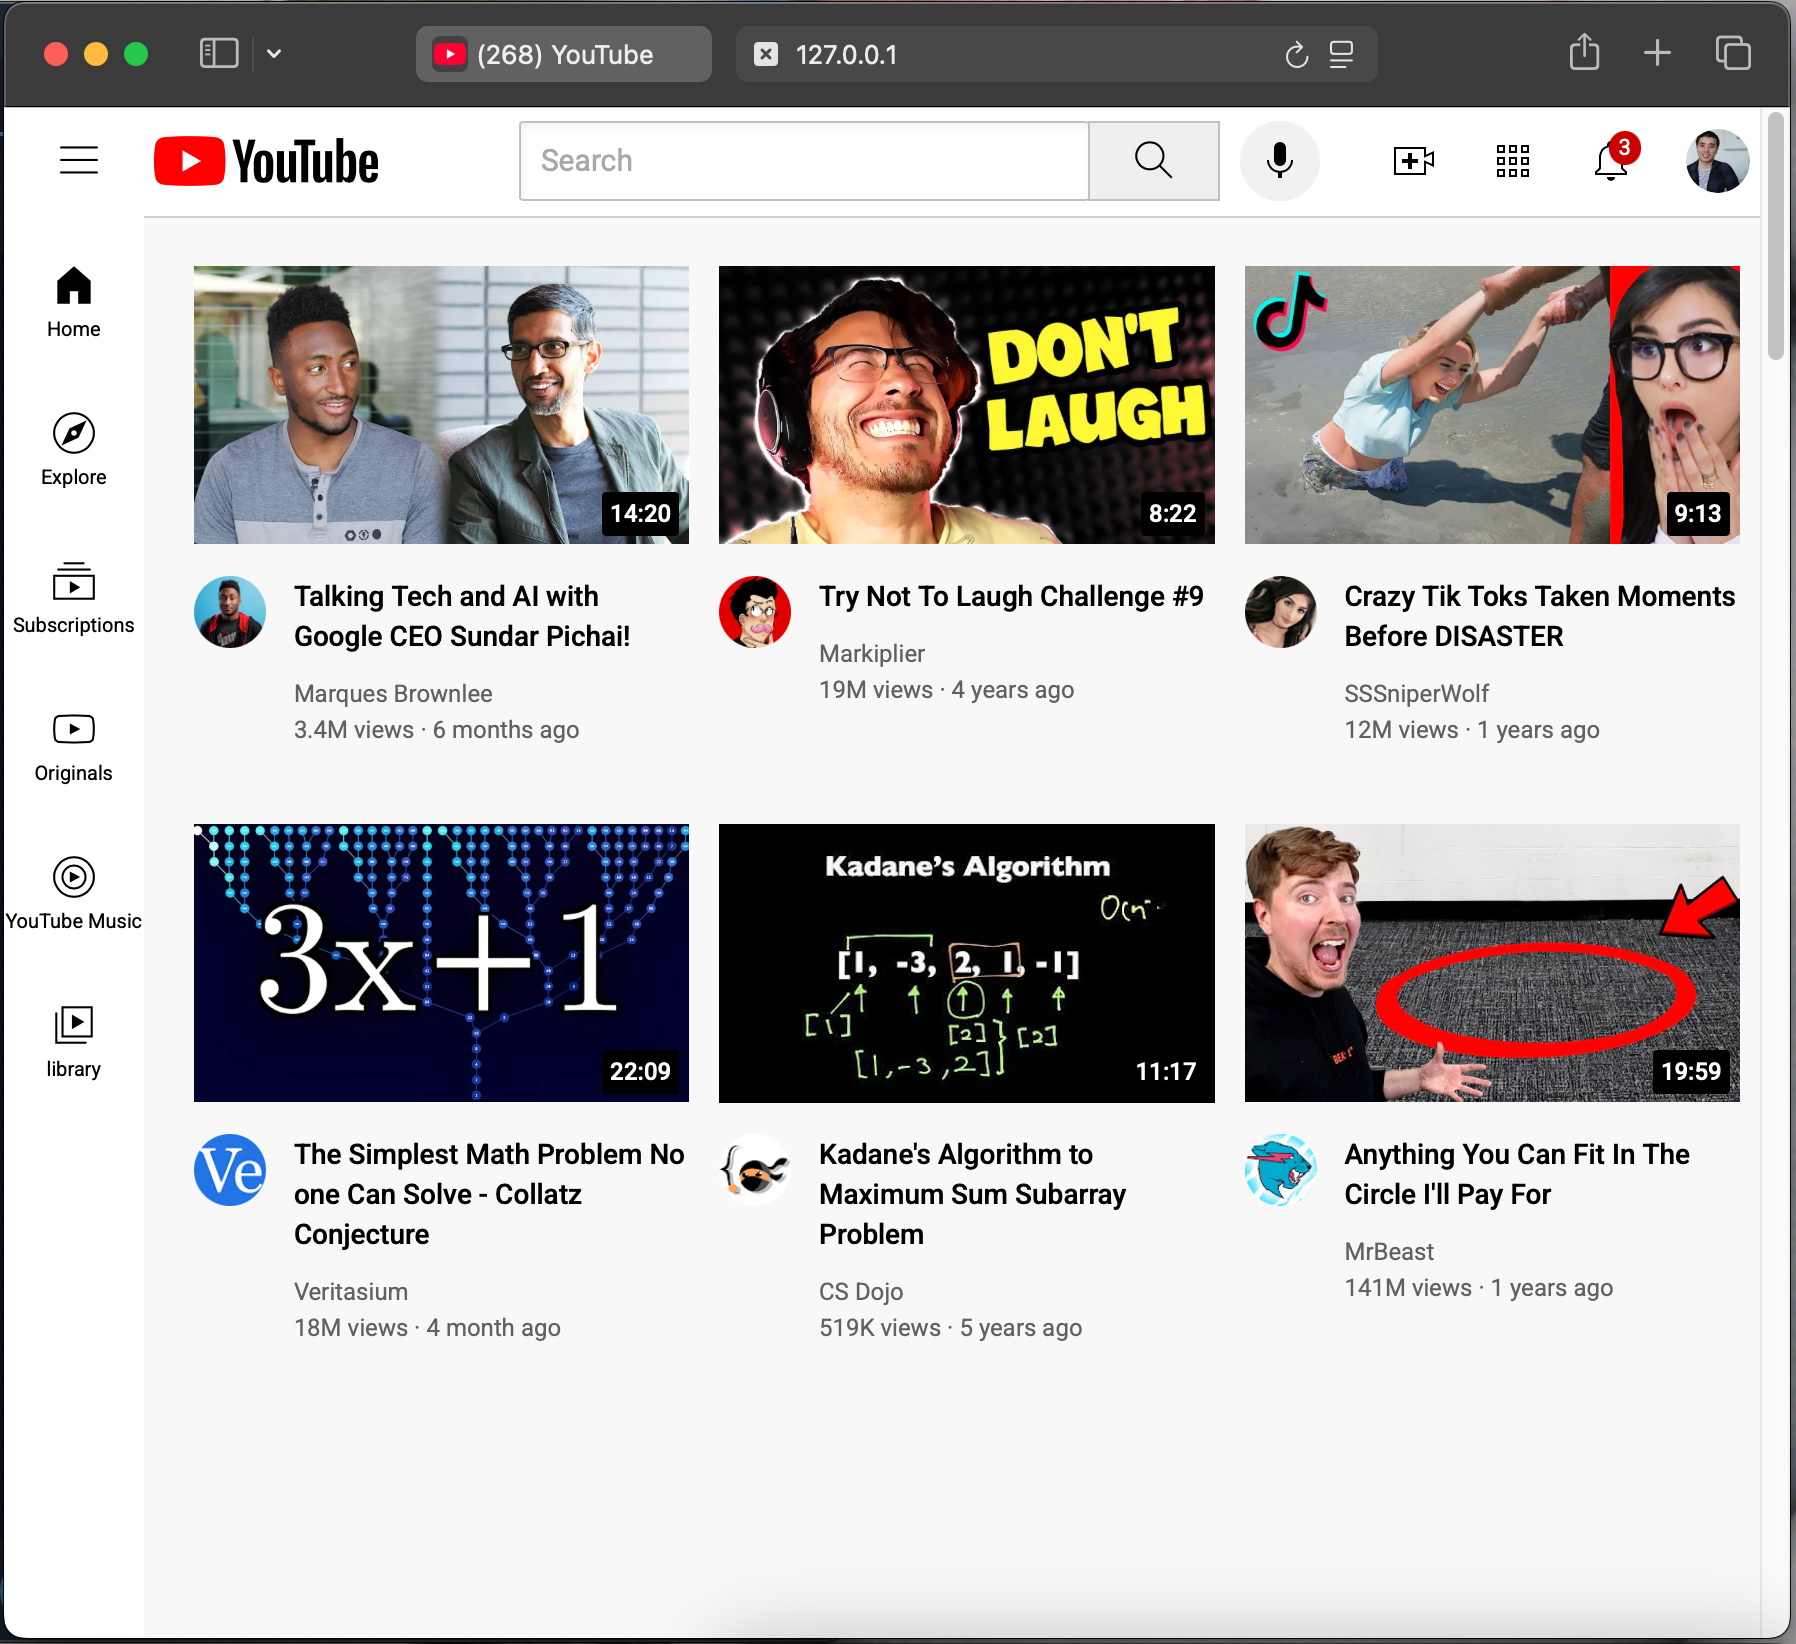 (268) YouTube
127.0.0.1
YouTube
Search
3
Home
Explore
Subscriptions
Originals
YouTube Music
library
DON'T
LAUGH
14:20
8:22
9:13
Talking Tech and AI with
Google CEO Sundar Pichai!
Marques Brownlee
3.4M views · 6 months ago
Try Not To Laugh Challenge #9
Markiplier
19M views · 4 years ago
Crazy Tik Toks Taken Moments
Before DISASTER
SSSniperWolf
12M views · 1 years ago
3x+1
22:09
Kadane's Algorithm
[1, -3, 2, 1, -1]
[1]
[2]
[2]
[1,-3,2]
11:17
19:59
Ve
The Simplest Math Problem No
one Can Solve - Collatz
Conjecture
Veritasium
18M views · 4 month ago
Kadane's Algorithm to
Maximum Sum Subarray
Problem
CS Dojo
519K views · 5 years ago
Anything You Can Fit In The
Circle I'll Pay For
MrBeast
141M views · 1 years ago